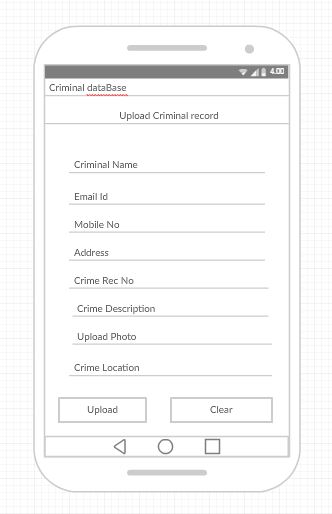 4.00
Criminal dataBase
Upload Criminal record
Criminal Name
Email Id
Mobile No
Address
Crime Rec No
Crime Description
Upload Photo
Crime Location
Upload Clear